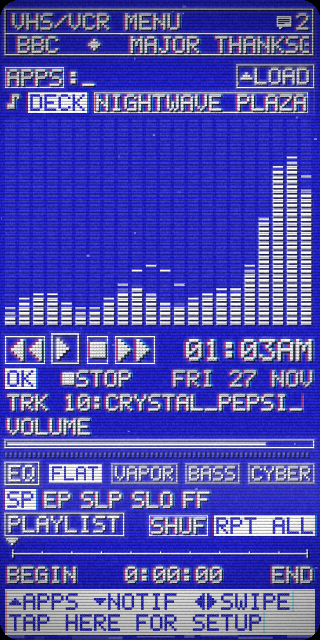 VHS/VCR MENU 2
BBC MAJOR THANKSG
APPS:_ LOAD
DECK NIGHTWAVE PLAZA
01:03AM
OK STOP FRI 27 NOV
TRK 10:CRYSTAL_PEPSI_
VOLUME
EQ FLAT VAPOR BASS CYBER
SP EP SLP SLO FF
PLAYLIST SHUF RPT ALL
BEGIN 0:00:00 END
APPS NOTIF SWIPE
TAP HERE FOR SETUP